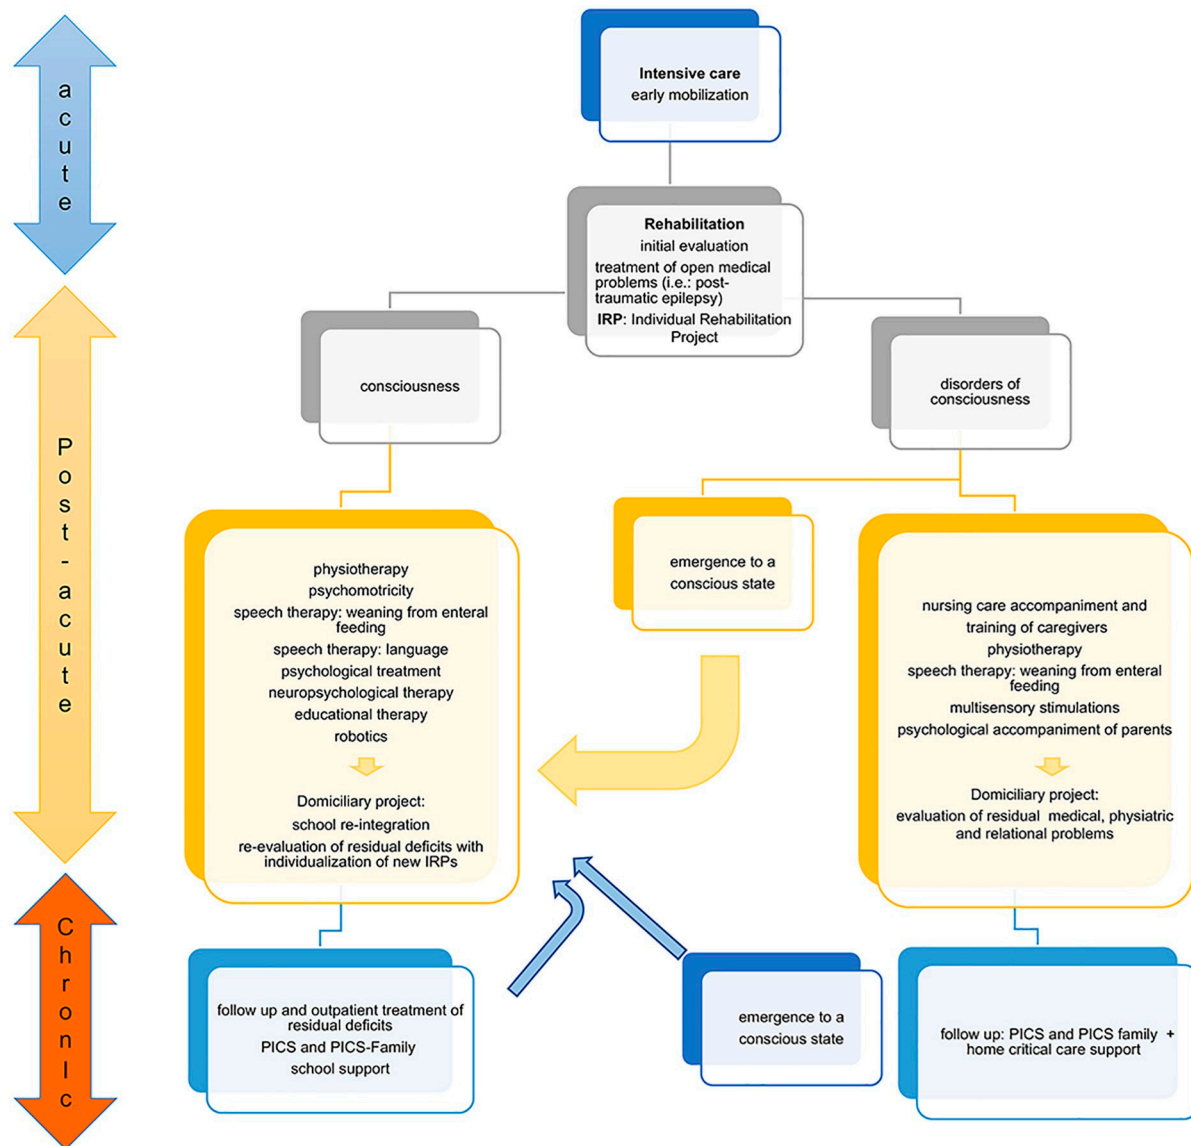 acute
Intensive care
early mobilization
Rehabilitation
initial evaluation
treatment of open medical
problems (i.e.: post-
traumatic epilepsy)
IRP: Individual Rehabilitation
Project
consciousness
disorders of
consciousness
Post-acute
physiotherapy
psychomotricity
speech therapy: weaning from enteral
feeding
speech therapy: language
psychological treatment
neuropsychological therapy
educational therapy
robotics
Domiciliary project:
school re-integration
re-evaluation of residual deficits with
individualization of new IRPs
emergence to a
conscious state
nursing care accompaniment and
training of caregivers
physiotherapy
speech therapy: weaning from enteral
feeding
multisensory stimulations
psychological accompaniment of parents
Domiciliary project:
evaluation of residual medical, physiatric
and relational problems
ChronIc
follow up and outpatient treatment of
residual deficits
PICS and PICS-Family
school support
emergence to a
conscious state
follow up: PICS and PICS family +
home critical care support